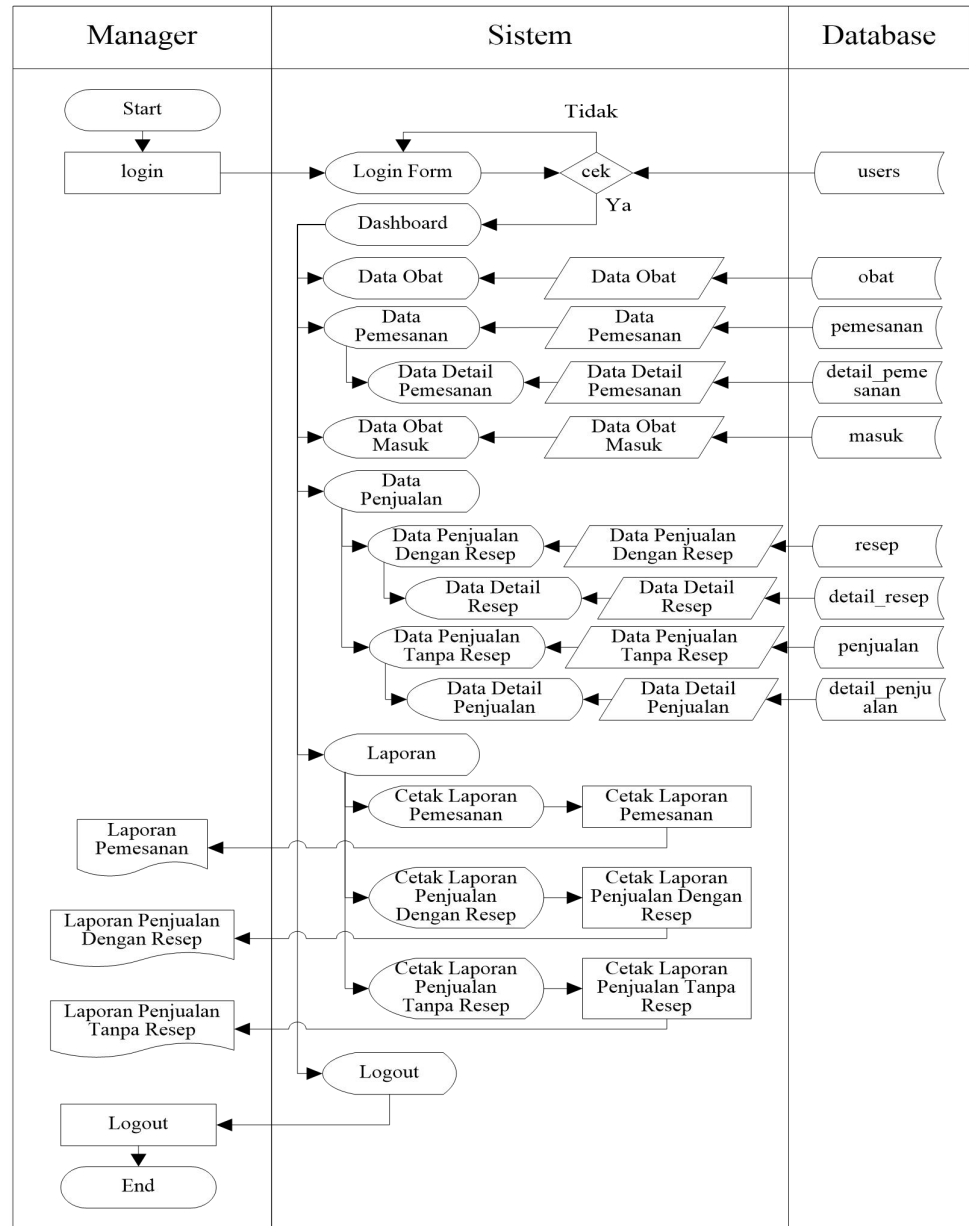 Manager
Sistem
Database
Start
Tidak
login
Login Form
cek
users
Ya
Dashboard
Data Obat
Data Obat
obat
Data
Pemesanan
Data
Pemesanan
pemesanan
Data Detail
Pemesanan
Data Detail
Pemesanan
detail_peme
sanan
Data Obat
Masuk
Data Obat
Masuk
masuk
Data
Penjualan
Data Penjualan
Dengan Resep
Data Penjualan
Dengan Resep
resep
Data Detail
Resep
Data Detail
Resep
detail_resep
Data Penjualan
Tanpa Resep
Data Penjualan
Tanpa Resep
penjualan
Data Detail
Penjualan
Data Detail
Penjualan
detail_penju
alan
Laporan
Cetak Laporan
Pemesanan
Cetak Laporan
Pemesanan
Laporan
Pemesanan
Cetak Laporan
Penjualan
Dengan Resep
Cetak Laporan
Penjualan Dengan
Resep
Laporan Penjualan
Dengan Resep
Cetak Laporan
Penjualan
Tanpa Resep
Cetak Laporan
Penjualan Tanpa
Resep
Laporan Penjualan
Tanpa Resep
Logout
Logout
End